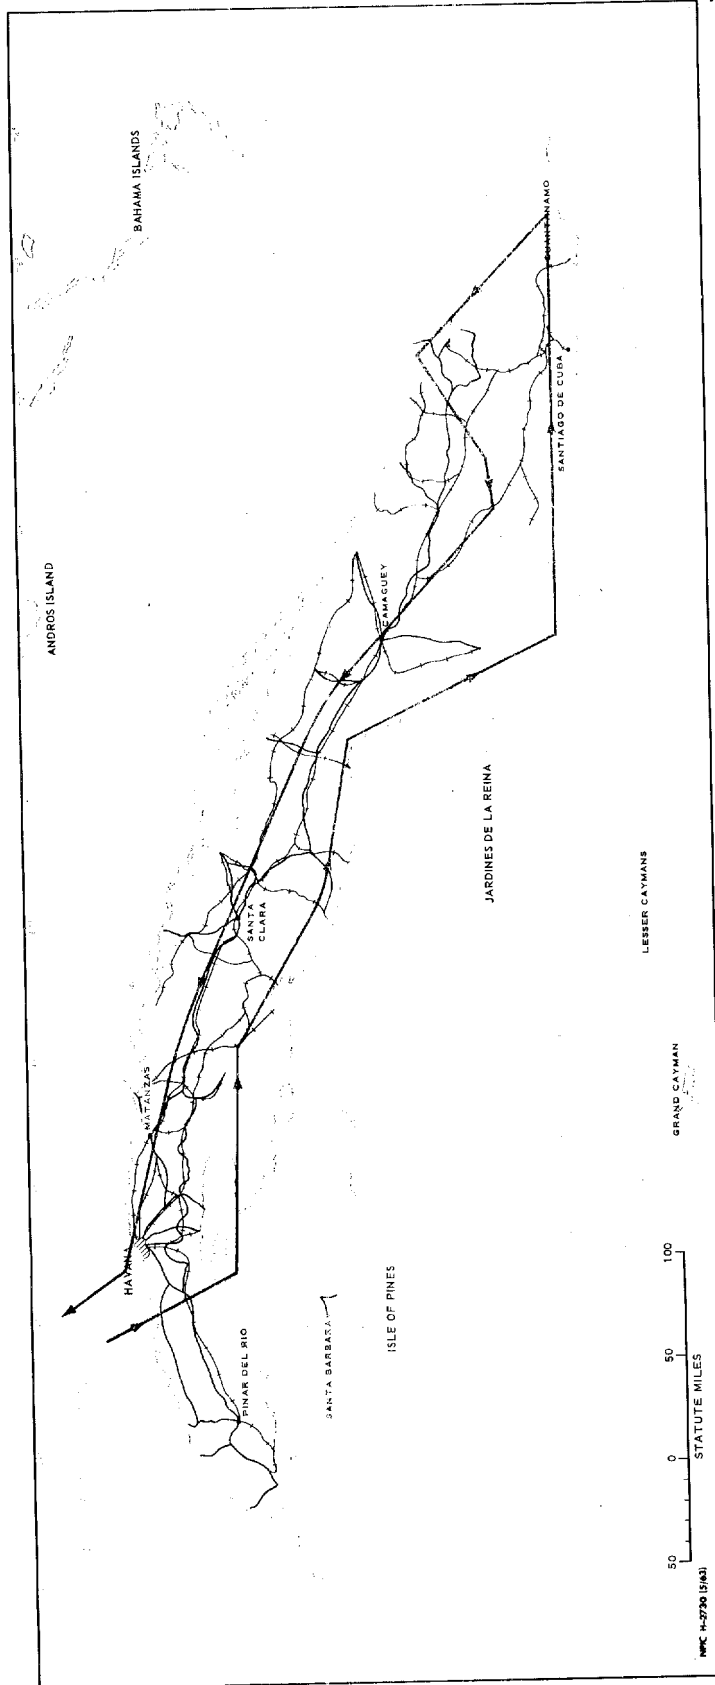 BAHAMA ISLANDS
ANDROS ISLAND
GUANTANAMO
SANTIAGO DE CUBA
CAMAGUEY
JARDINES DE LA REINA
SANTA
CLARA
LESSER CAYMANS
MATANZAS
GRAND CAYMAN
HAVANA
PINAR DEL RIO
SANTA BARBARA
ISLE OF PINES
50 0 50 100
STATUTE MILES
NPIC H-2730 (5/63)